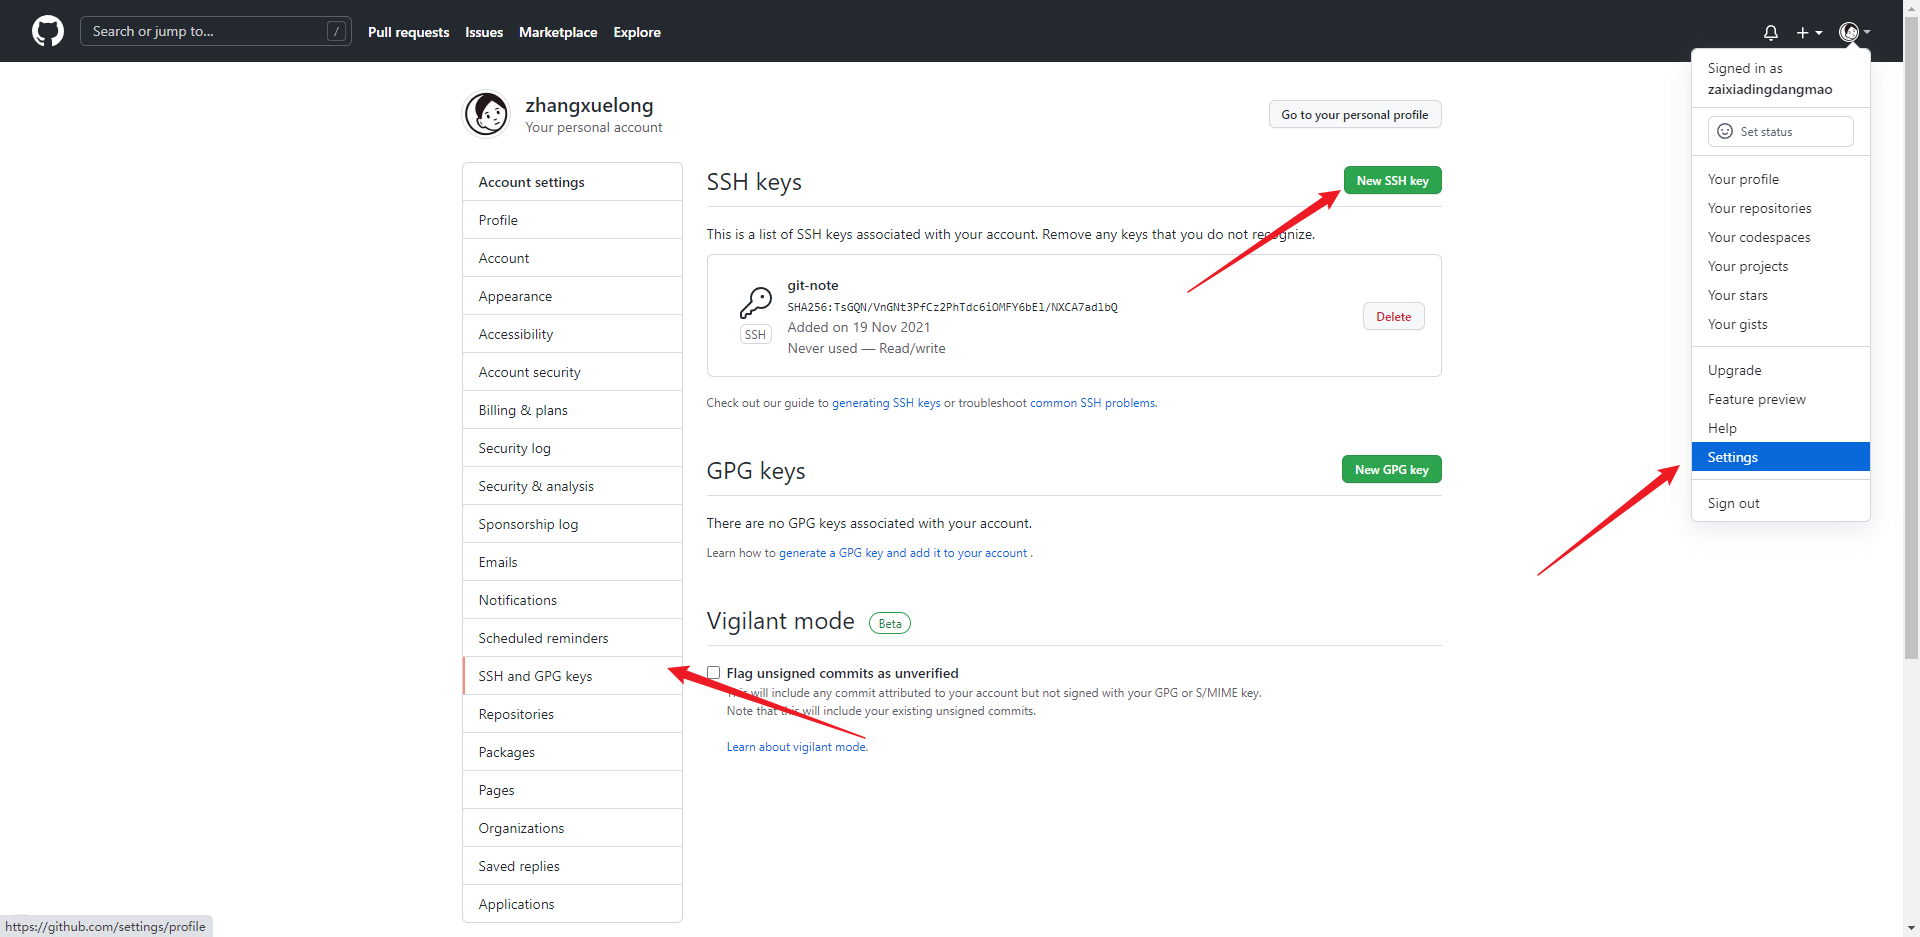 Search or jump to...
/
Pull requests
Issues
Marketplace
Explore
Signed in as
zaixiadingdangmao
Set status
Your profile
Your repositories
Your codespaces
Your projects
Your stars
Your gists
Upgrade
Feature preview
Help
Settings
Sign out
zhangxuelong
Your personal account
Go to your personal profile
Account settings
Profile
Account
Appearance
Accessibility
Account security
Billing & plans
Security log
Security & analysis
Sponsorship log
Emails
Notifications
Scheduled reminders
SSH and GPG keys
Repositories
Packages
Pages
Organizations
Saved replies
Applications
SSH keys
New SSH key
This is a list of SSH keys associated with your account. Remove any keys that you do not recognize.
git-note
SHA256:TsGQN/VnGNt3PfCz2PhTdc6iOMFY6bEl/NXCA7adlbQ
Added on 19 Nov 2021
Never used — Read/write
SSH
Delete
Check out our guide to generating SSH keys or troubleshoot common SSH problems.
GPG keys
New GPG key
There are no GPG keys associated with your account.
Learn how to generate a GPG key and add it to your account .
Vigilant mode
Beta
Flag unsigned commits as unverified
This will include any commit attributed to your account but not signed with your GPG or S/MIME key.
Note that this will include your existing unsigned commits.
Learn about vigilant mode.
https://github.com/settings/profile